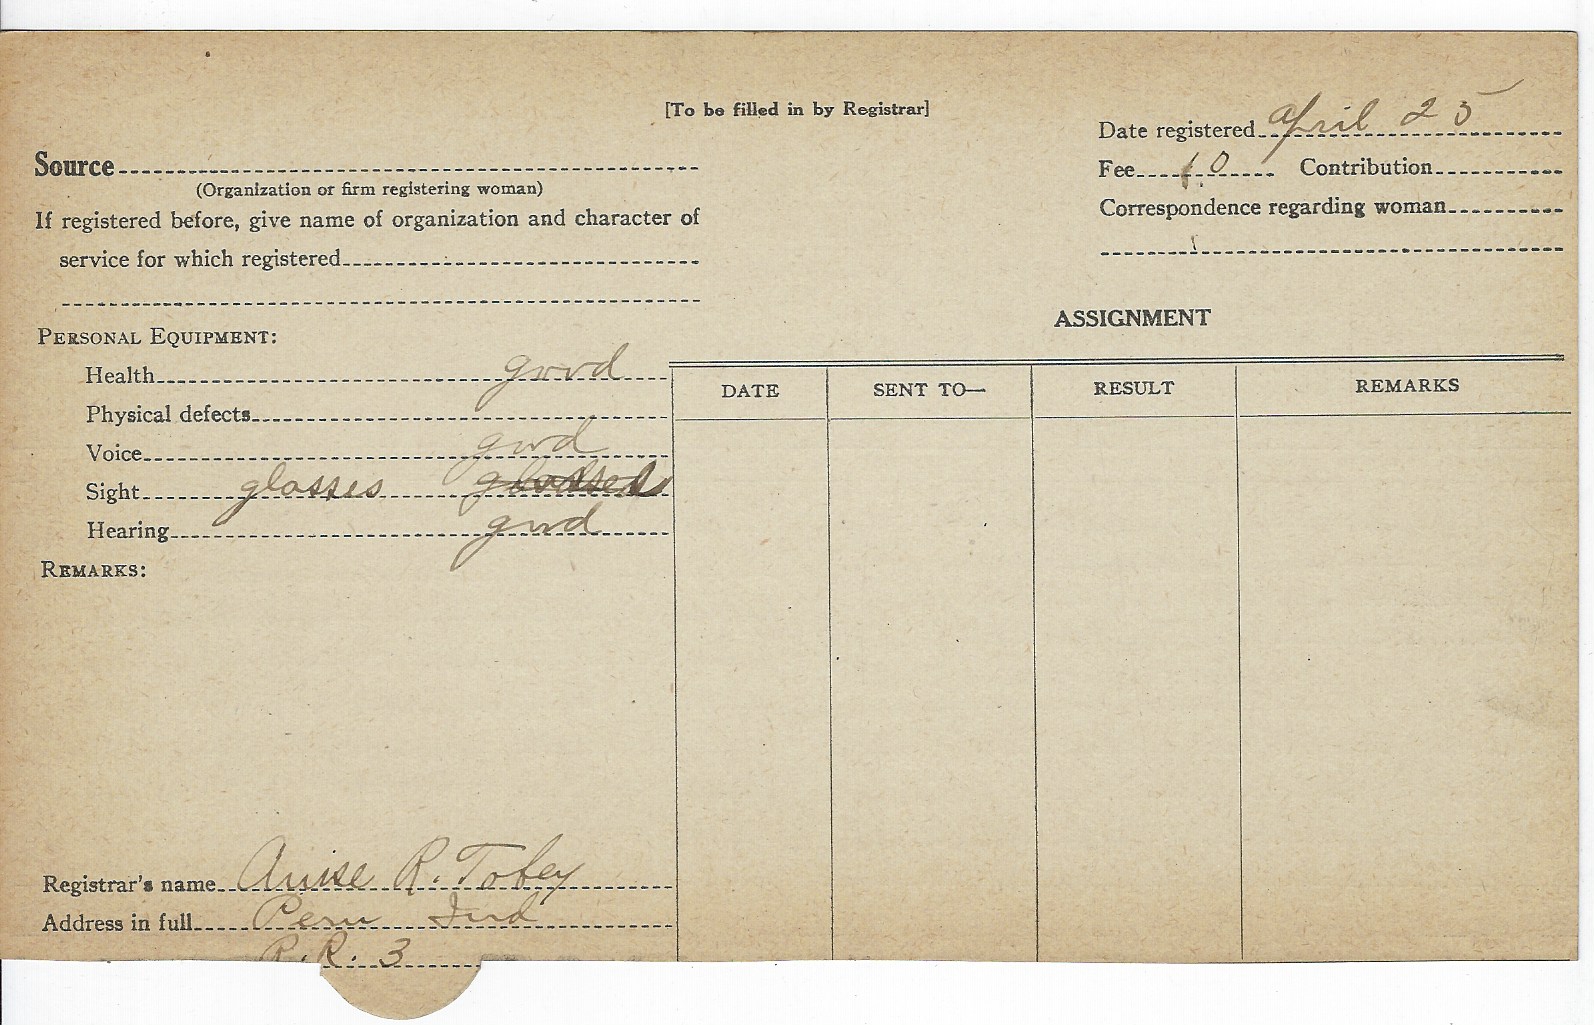 [To be filled in by Registrar]
Date registered April 25
Source
Fee 10 Contribution
(Organization or firm registering woman)
Correspondence regarding woman
If registered before, give name of organization and character of
service for which registered
ASSIGNMENT
PERSONAL EQUIPMENT:
Health good
DATE SENT TO— RESULT REMARKS
Physical defects
Voice good
Sight glasses
Hearing good
REMARKS:
Registrar's name R. Tobey
Address in full Peru Ind
R.R. 3